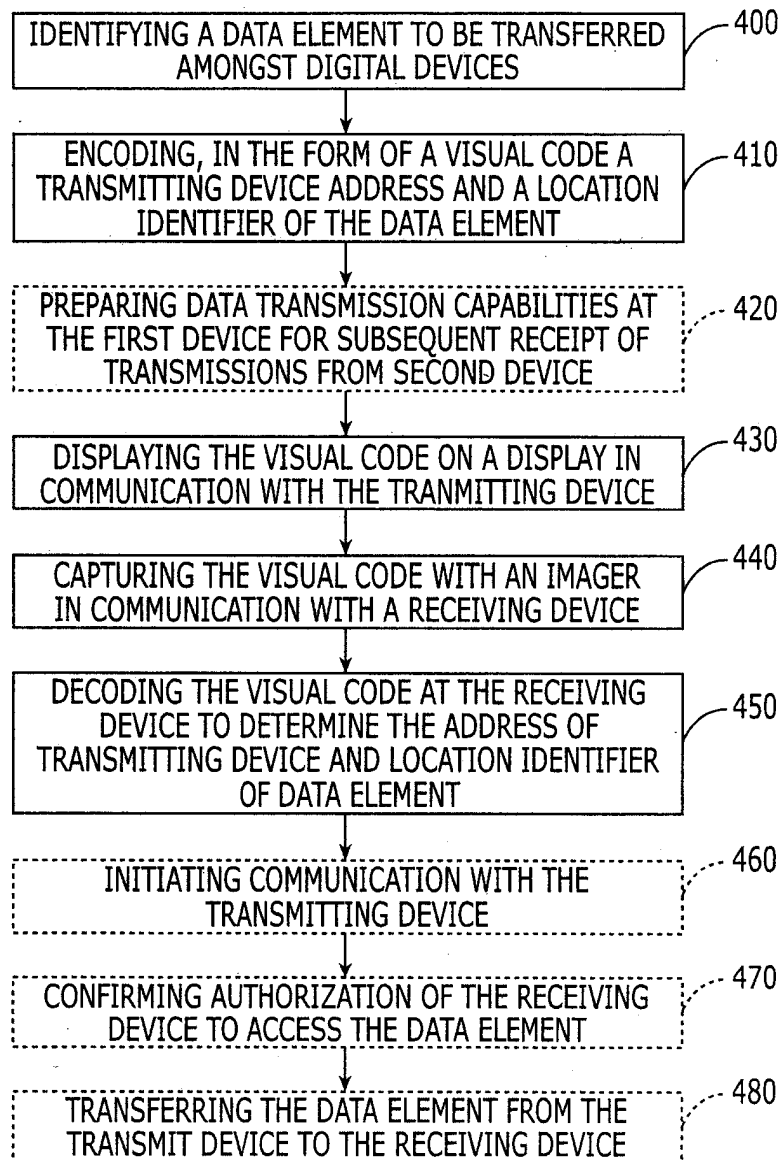 IDENTIFYING A DATA ELEMENT TO BE TRANSFERRED
AMONGST DIGITAL DEVICES
400
ENCODING, IN THE FORM OF A VISUAL CODE A
TRANSMITTING DEVICE ADDRESS AND A LOCATION
IDENTIFIER OF THE DATA ELEMENT
410
PREPARING DATA TRANSMISSION CAPABILITIES AT
THE FIRST DEVICE FOR SUBSEQUENT RECEIPT OF
TRANSMISSIONS FROM SECOND DEVICE
420
DISPLAYING THE VISUAL CODE ON A DISPLAY IN
COMMUNICATION WITH THE TRANMITTING DEVICE
430
CAPTURING THE VISUAL CODE WITH AN IMAGER
IN COMMUNICATION WITH A RECEIVING DEVICE
440
DECODING THE VISUAL CODE AT THE RECEIVING
DEVICE TO DETERMINE THE ADDRESS OF
TRANSMITTING DEVICE AND LOCATION IDENTIFIER
OF DATA ELEMENT
450
INITIATING COMMUNICATION WITH THE
TRANSMITTING DEVICE
460
CONFIRMING AUTHORIZATION OF THE RECEIVING
DEVICE TO ACCESS THE DATA ELEMENT
470
TRANSFERRING THE DATA ELEMENT FROM THE
TRANSMIT DEVICE TO THE RECEIVING DEVICE
480